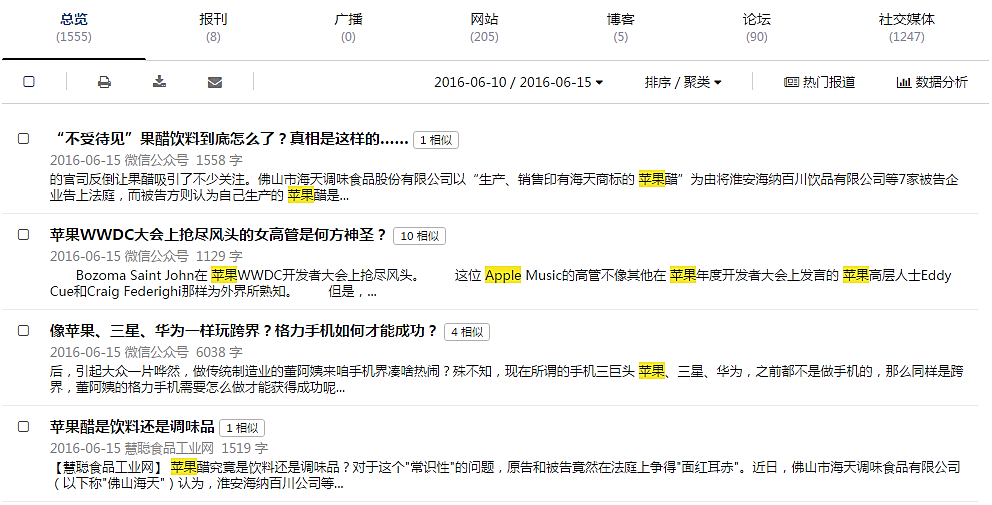 总览 报刊 广播 网站 博客 论坛 社交媒体
(1555) (8) (0) (205) (5) (90) (1247)
2016-06-10 / 2016-06-15 排序 / 聚类 热门报道 数据分析
“不受待见”果醋饮料到底怎么了？真相是这样的…… 1 相似
2016-06-15 微信公众号 1558 字
的官司反倒让果醋吸引了不少关注。佛山市海天调味食品股份有限公司以“生产、销售印有海天商标的 苹果醋”为由将淮安海纳百川饮品有限公司等7家被告企
业告上法庭，而被告方则认为自己生产的 苹果醋是...
苹果WWDC大会上抢尽风头的女高管是何方神圣？ 10 相似
2016-06-15 微信公众号 1129 字
Bozoma Saint John在 苹果WWDC开发者大会上抢尽风头。 这位 Apple Music的高管不像其他在 苹果年度开发者大会上发言的 苹果高层人士Eddy
Cue和Craig Federighi那样为外界所熟知。 但是，...
像苹果、三星、华为一样玩跨界？格力手机如何才能成功？ 4 相似
2016-06-15 微信公众号 6038 字
后，引起大众一片哗然，做传统制造业的董阿姨来咱手机界凑啥热闹？殊不知，现在所谓的手机三巨头 苹果、三星、华为，之前都不是做手机的，那么同样是跨
界，董阿姨的格力手机需要怎么做才能获得成功呢...
苹果醋是饮料还是调味品 1 相似
2016-06-15 慧聪食品工业网 1519 字
【慧聪食品工业网】 苹果醋究竟是饮料还是调味品？对于这个"常识性"的问题，原告和被告竟然在法庭上争得"面红耳赤"。近日，佛山市海天调味食品有限公司
（以下称"佛山海天"）认为，淮安海纳百川公司等...